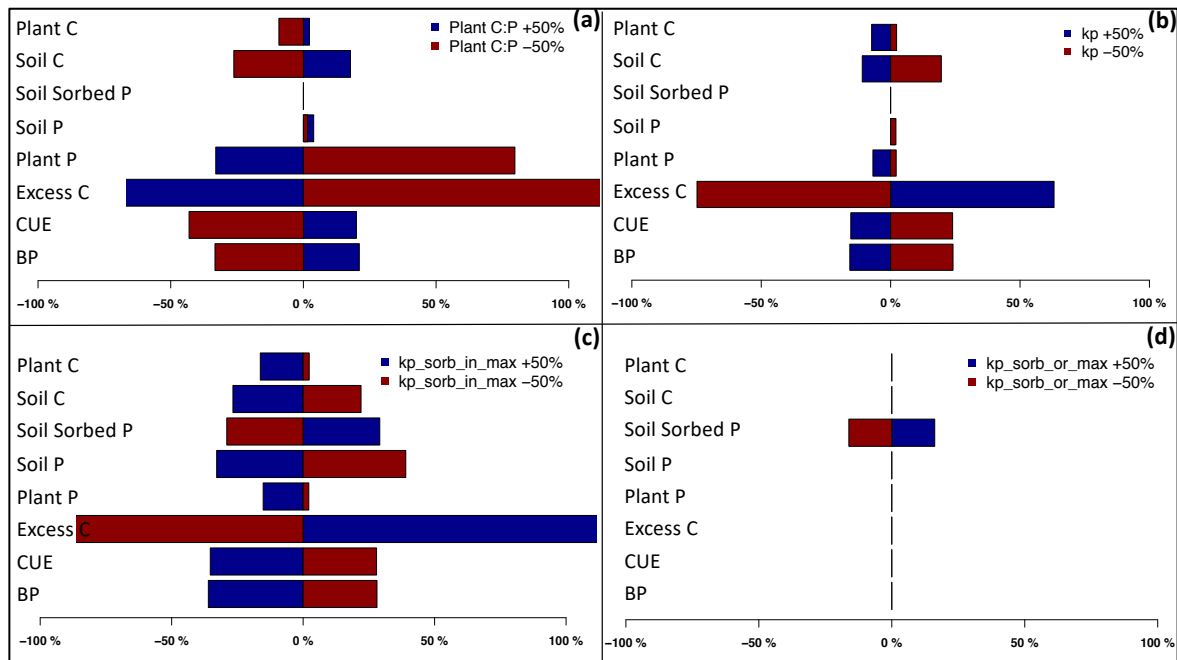 (a)
Plant C:P +50%
Plant C:P −50%
Plant C
Soil C
Soil Sorbed P
Soil P
Plant P
Excess C
CUE
BP
−100 % −50 % 0 % 50 % 100 %
(b)
kp +50%
kp −50%
Plant C
Soil C
Soil Sorbed P
Soil P
Plant P
Excess C
CUE
BP
−100 % −50 % 0 % 50 % 100 %
(c)
kp_sorb_in_max +50%
kp_sorb_in_max −50%
Plant C
Soil C
Soil Sorbed P
Soil P
Plant P
Excess C
CUE
BP
−100 % −50 % 0 % 50 % 100 %
(d)
kp_sorb_or_max +50%
kp_sorb_or_max −50%
Plant C
Soil C
Soil Sorbed P
Soil P
Plant P
Excess C
CUE
BP
−100 % −50 % 0 % 50 % 100 %